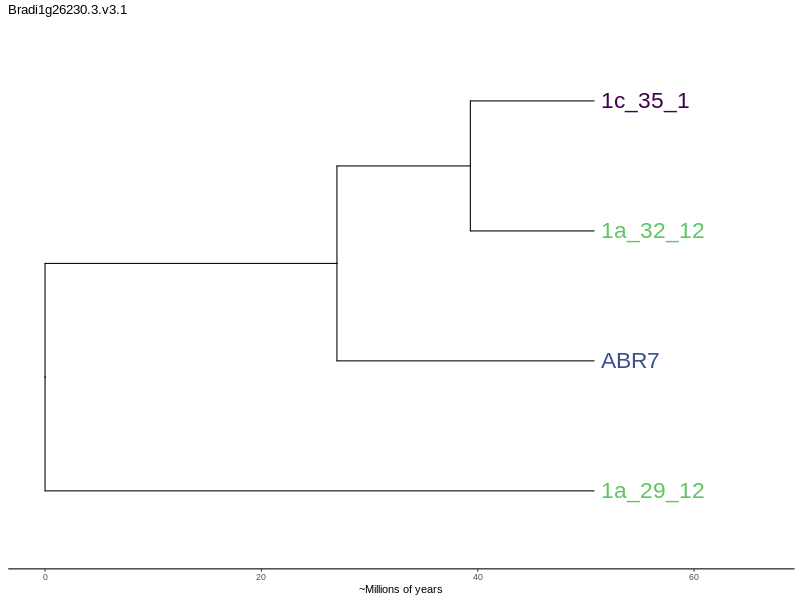 Bradi1g26230.3.v3.1
1c_35_1
1a_32_12
ABR7
1a_29_12
0 20 40 60
~Millions of years